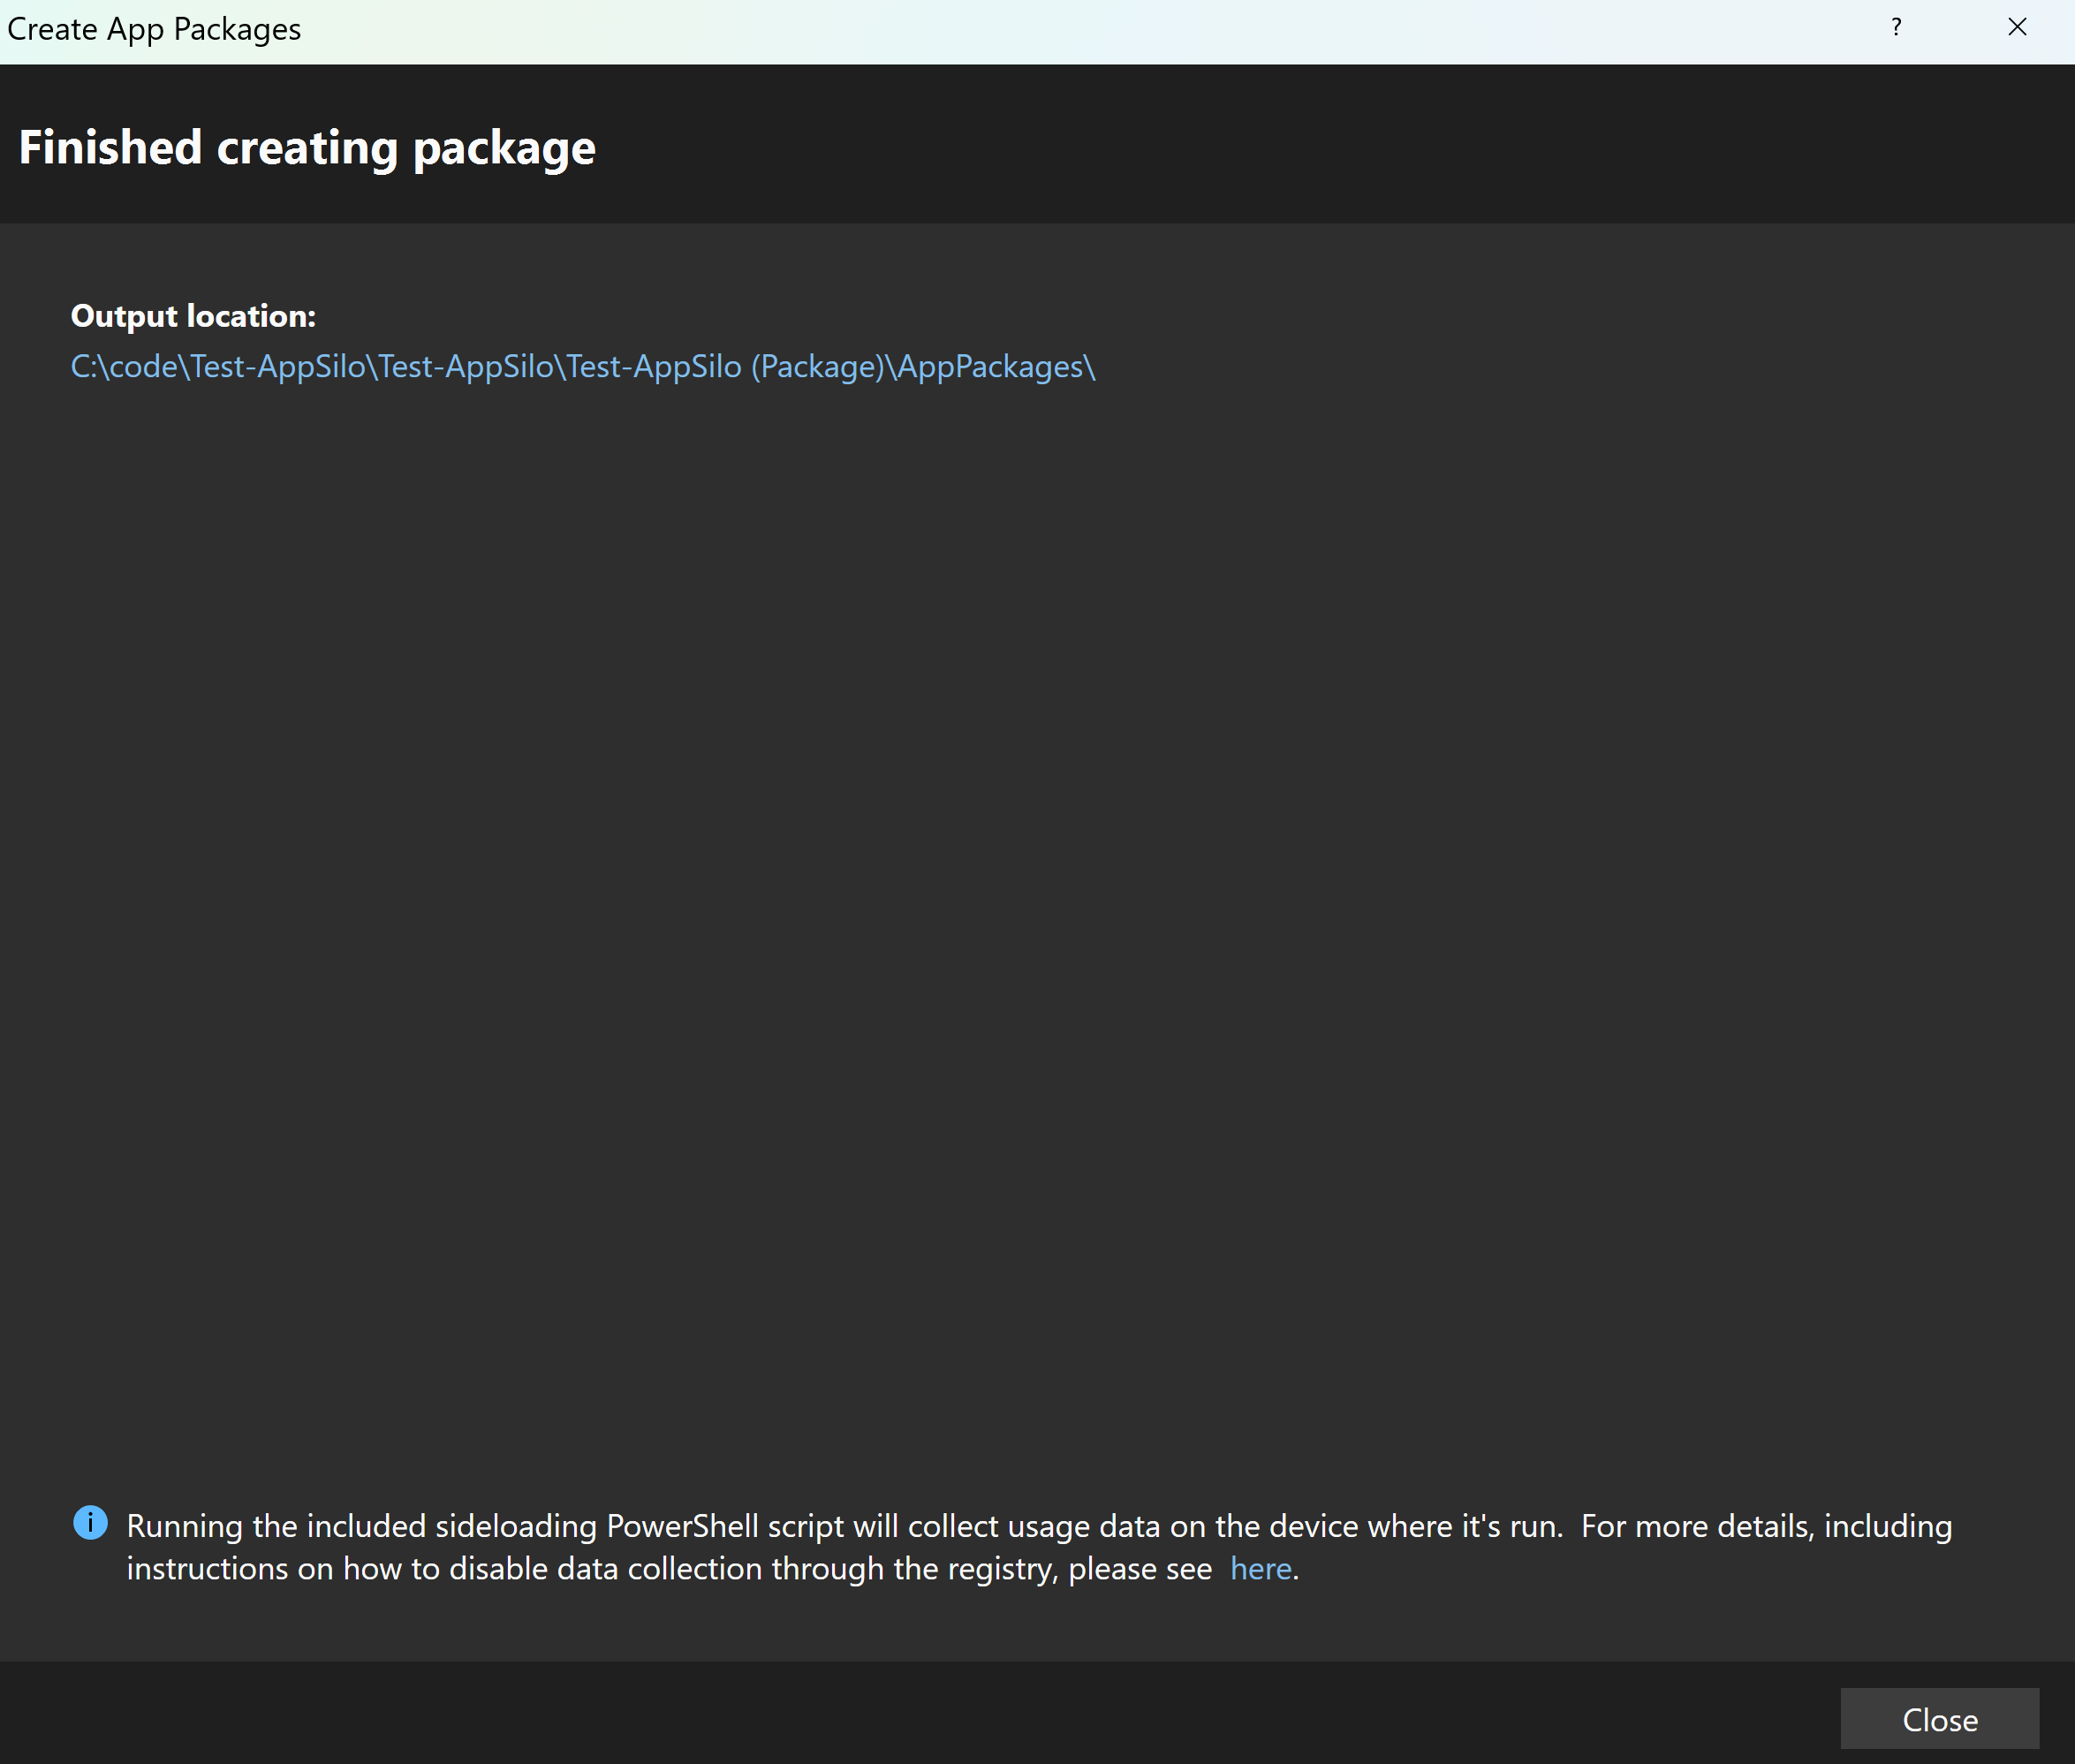 Create App Packages
?
Finished creating package
Output location:
C:\code\Test-AppSilo\Test-AppSilo\Test-AppSilo (Package)\AppPackages\
Running the included sideloading PowerShell script will collect usage data on the device where it's run.  For more details, including
instructions on how to disable data collection through the registry, please see  here.
Close